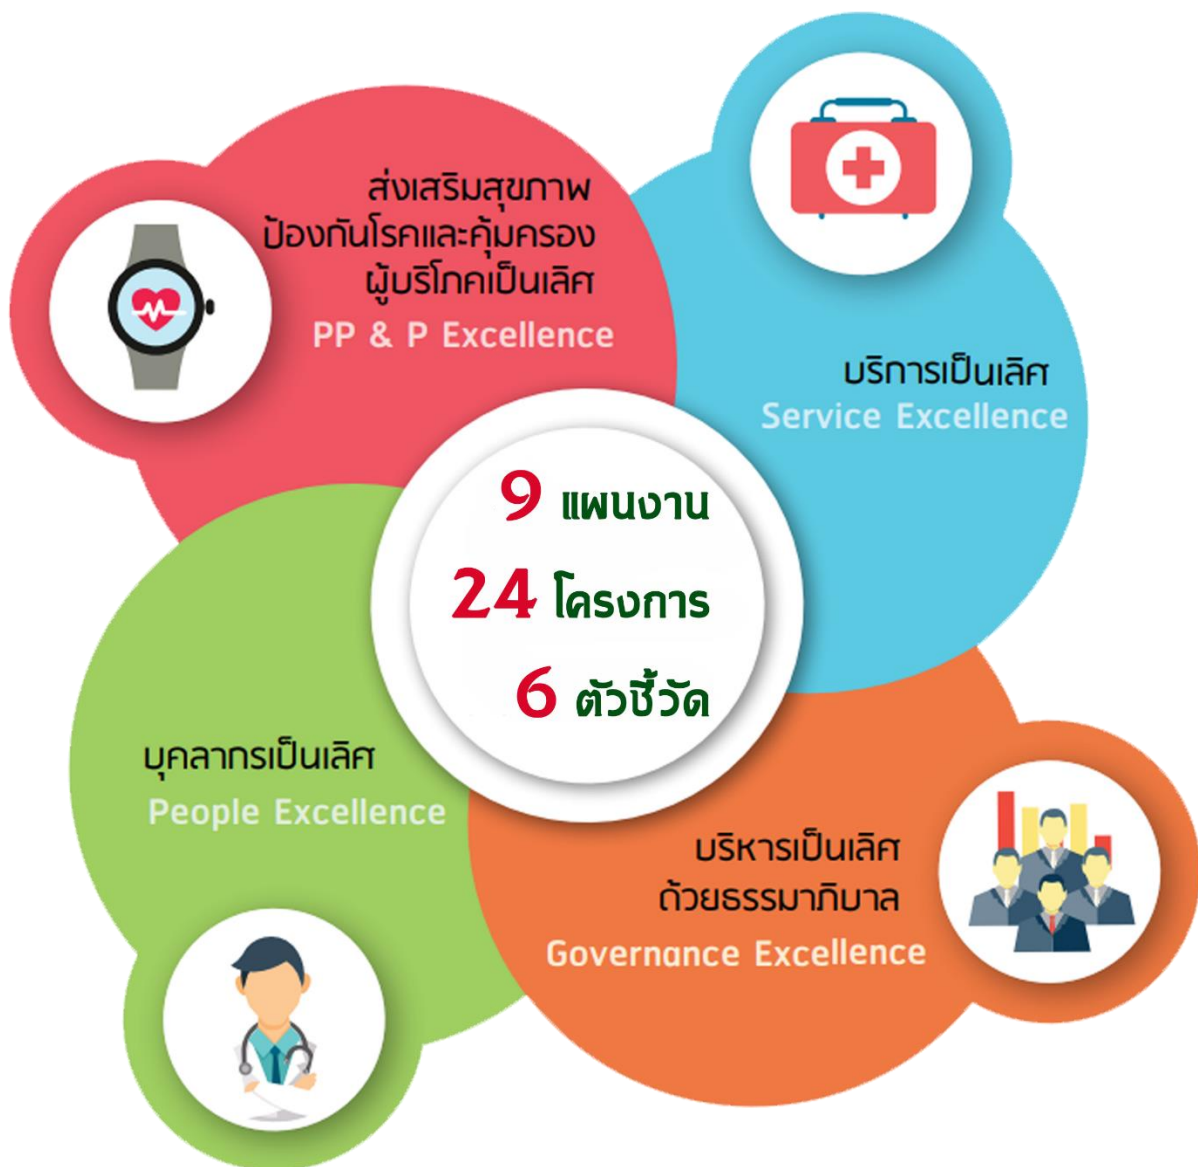 ส่งเสริมสุขภาพ
ป้องกันโรคและคุ้มครอง
ผู้บริโภคเป็นเลิศ
PP & P Excellence
บริการเป็นเลิศ
Service Excellence
9 แผนงาน
24 โครงการ
6 ตัวชี้วัด
บุคลากรเป็นเลิศ
People Excellence
บริหารเป็นเลิศ
ด้วยธรรมาภิบาล
Governance Excellence